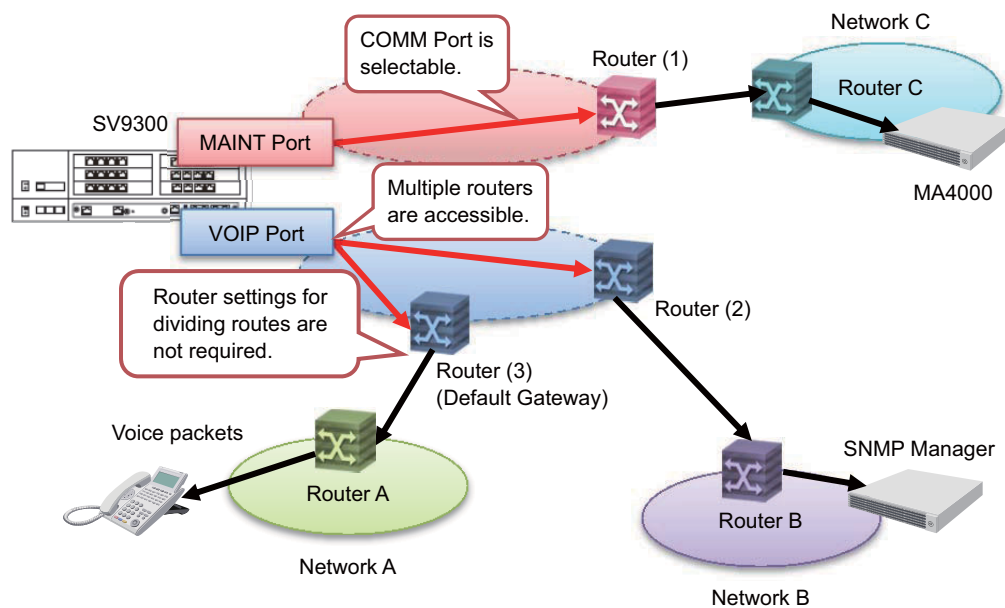 Network C
COMM Port is
selectable.
Router (1)
Router C
SV9300
MAINT Port
MA4000
Multiple routers
are accessible.
VOIP Port
Router settings for
dividing routes are
not required.
Router (2)
Router (3)
(Default Gateway)
Voice packets
SNMP Manager
Router A
Router B
Network A
Network B